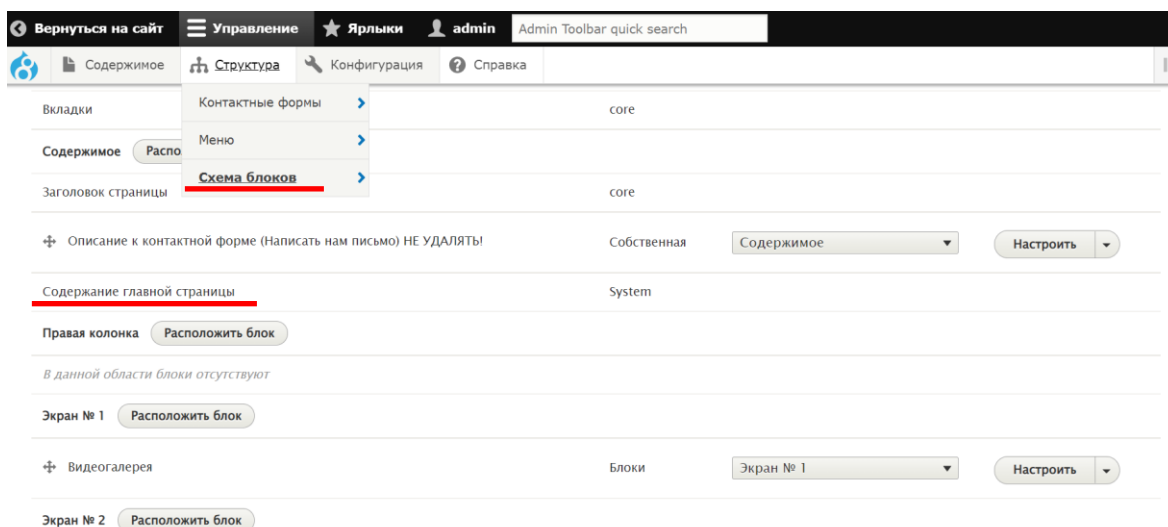 Вернуться на сайт Управление Ярлыки admin Admin Toolbar quick search
Содержимое Структура Конфигурация Справка
Контактные формы
Меню
Схема блоков
Вкладки core
Содержимое Распо
Заголовок страницы core
Описание к контактной форме (Написать нам письмо) НЕ УДАЛЯТЬ! Собственная Содержимое Настроить
Содержание главной страницы System
Правая колонка Расположить блок
В данной области блоки отсутствуют
Экран № 1 Расположить блок
Видеогалерея Блоки Экран № 1 Настроить
Экран № 2 Расположить блок